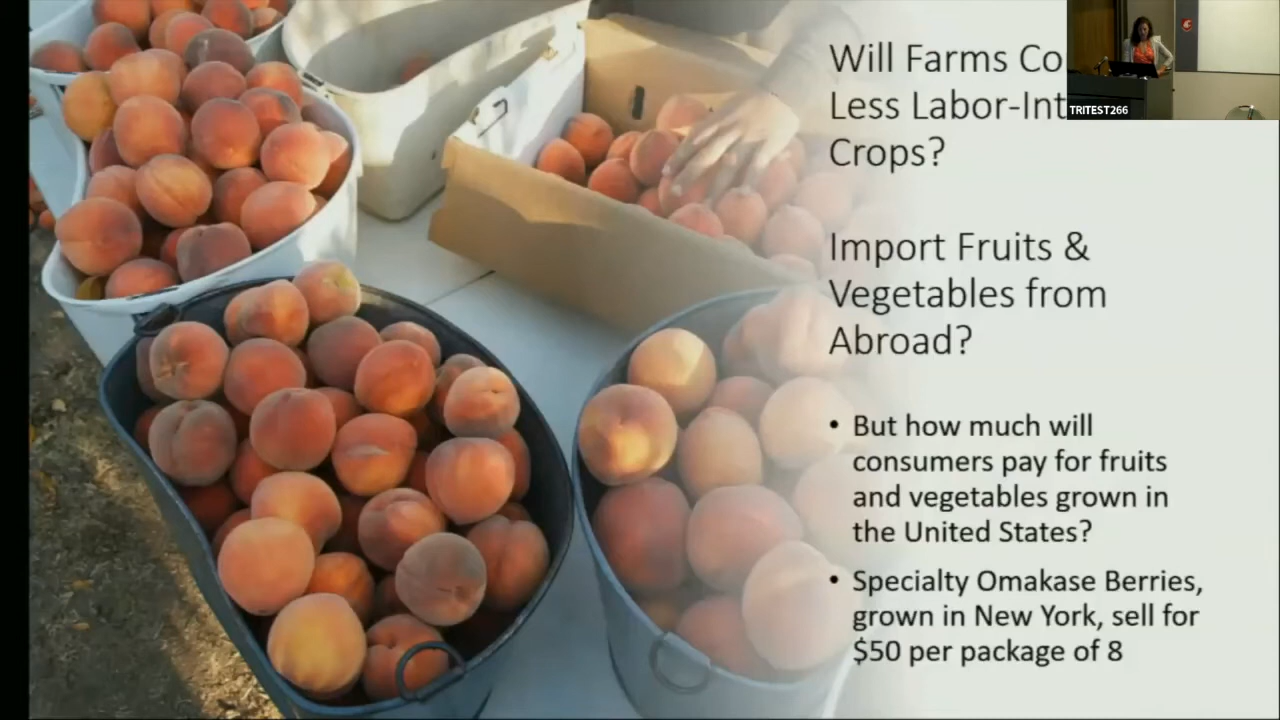 Will Farms Co
Less Labor-Int
Crops?
Import Fruits &
Vegetables from
Abroad?
• But how much will
consumers pay for fruits
and vegetables grown in
the United States?
• Specialty Omakase Berries,
grown in New York, sell for
$50 per package of 8
TRITEST266